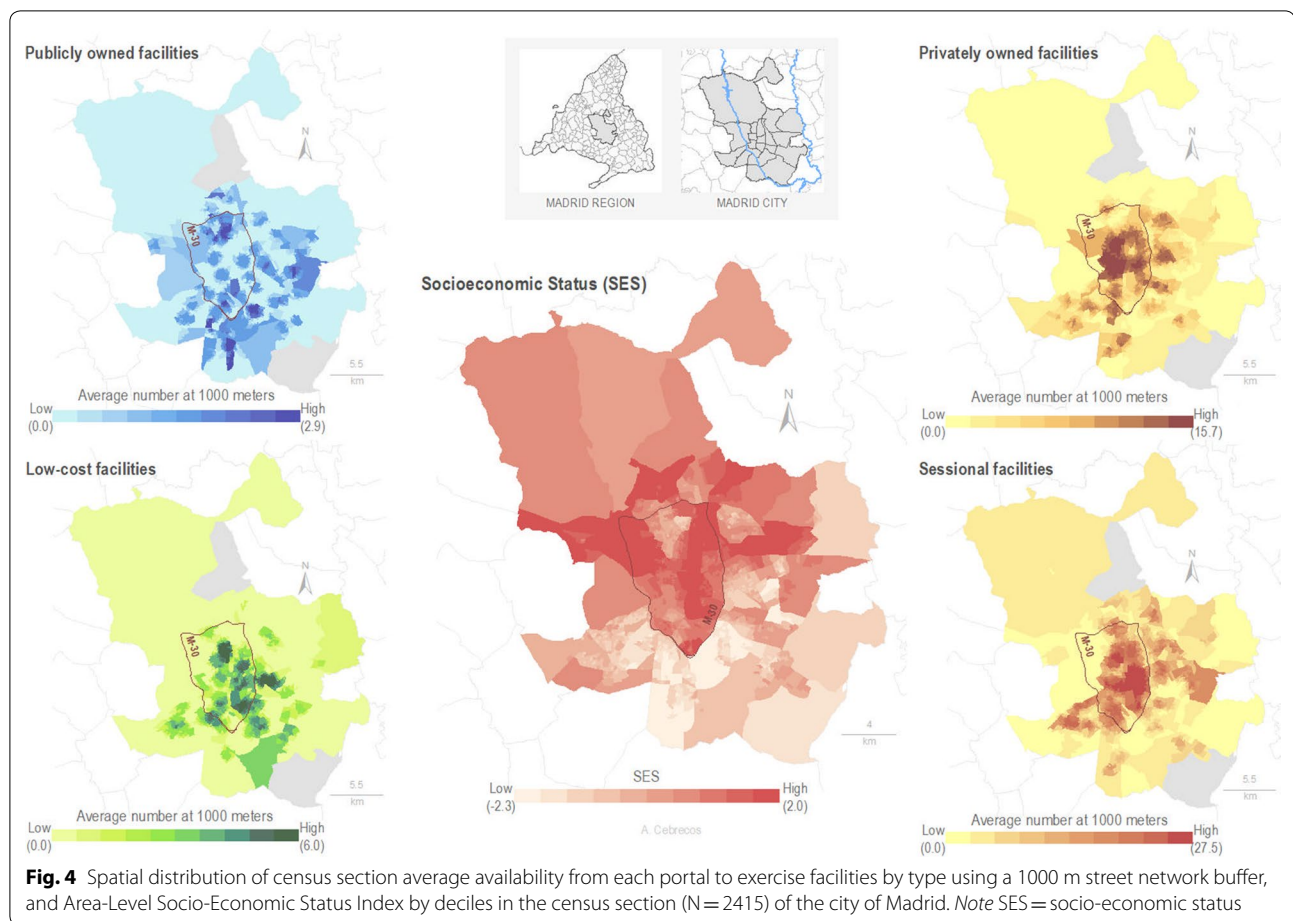 Publicly owned facilities
N
M-30
5.5
km
Average number at 1000 meters
Low
High
(0.0)
(2.9)
MADRID REGION
MADRID CITY
Privately owned facilities
N
M-30
5.5
km
Average number at 1000 meters
Low
High
(0.0)
(15.7)
Socioeconomic Status (SES)
N
M-30
4
km
SES
Low
High
(-2.3)
(2.0)
A. Cebrecos
Low-cost facilities
N
M-30
5.5
km
Average number at 1000 meters
Low
High
(0.0)
(6.0)
Sessional facilities
N
M-30
5.5
km
Average number at 1000 meters
Low
High
(0.0)
(27.5)
Fig. 4 Spatial distribution of census section average availability from each portal to exercise facilities by type using a 1000 m street network buffer,
and Area-Level Socio-Economic Status Index by deciles in the census section (N = 2415) of the city of Madrid. Note SES = socio-economic status